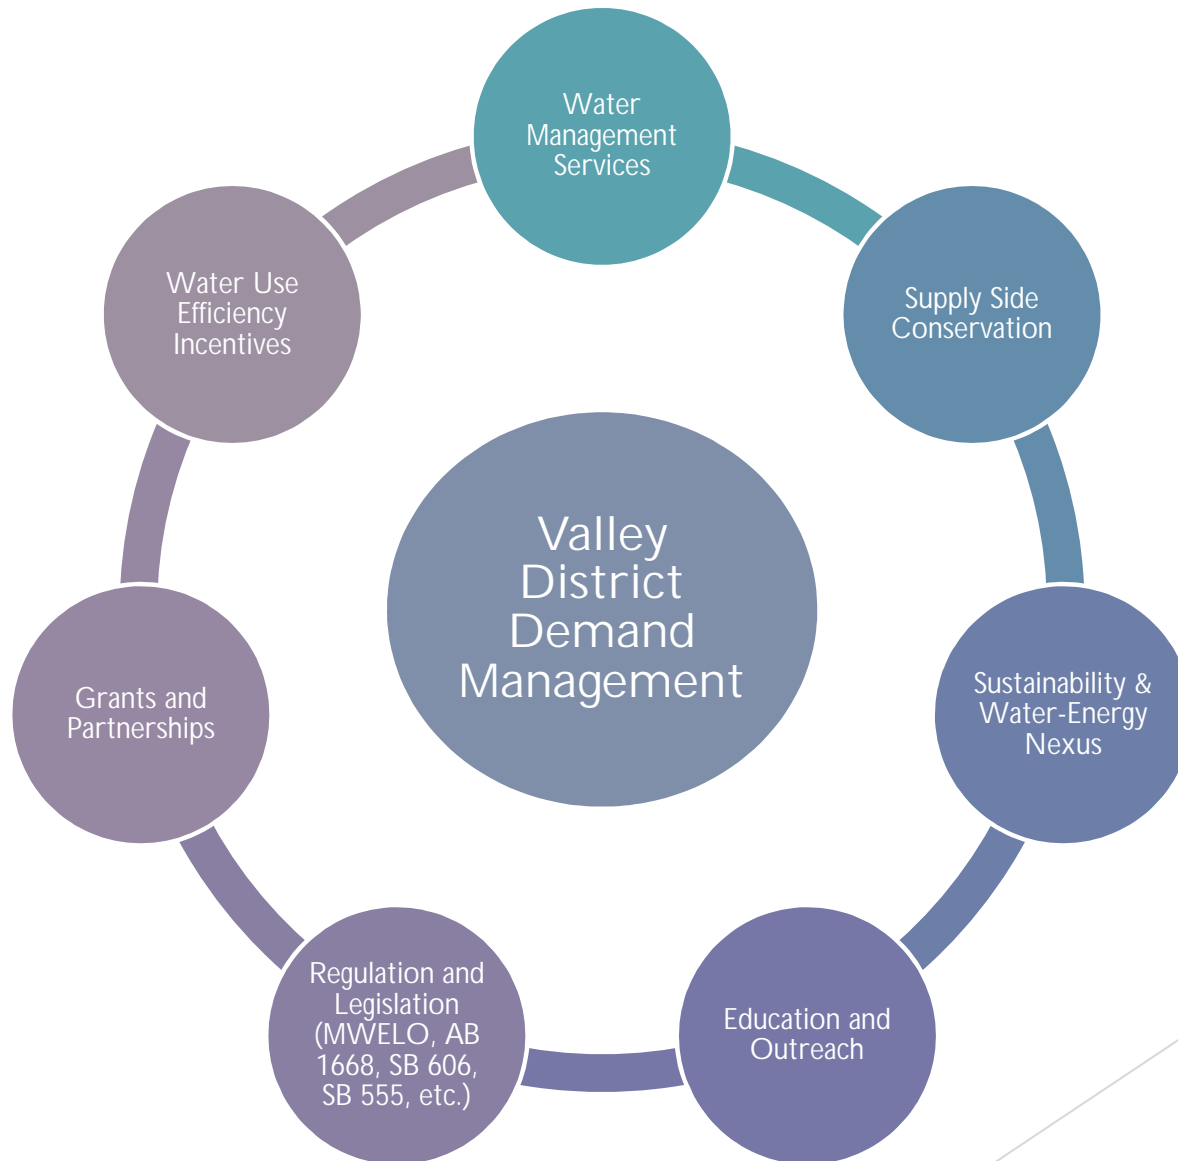 Water
Management
Services
Supply Side
Conservation
Sustainability &
Water-Energy
Nexus
Education and
Outreach
Regulation and
Legislation
(MWELO, AB
1668, SB 606,
SB 555, etc.)
Grants and
Partnerships
Water Use
Efficiency
Incentives
Valley
District
Demand
Management